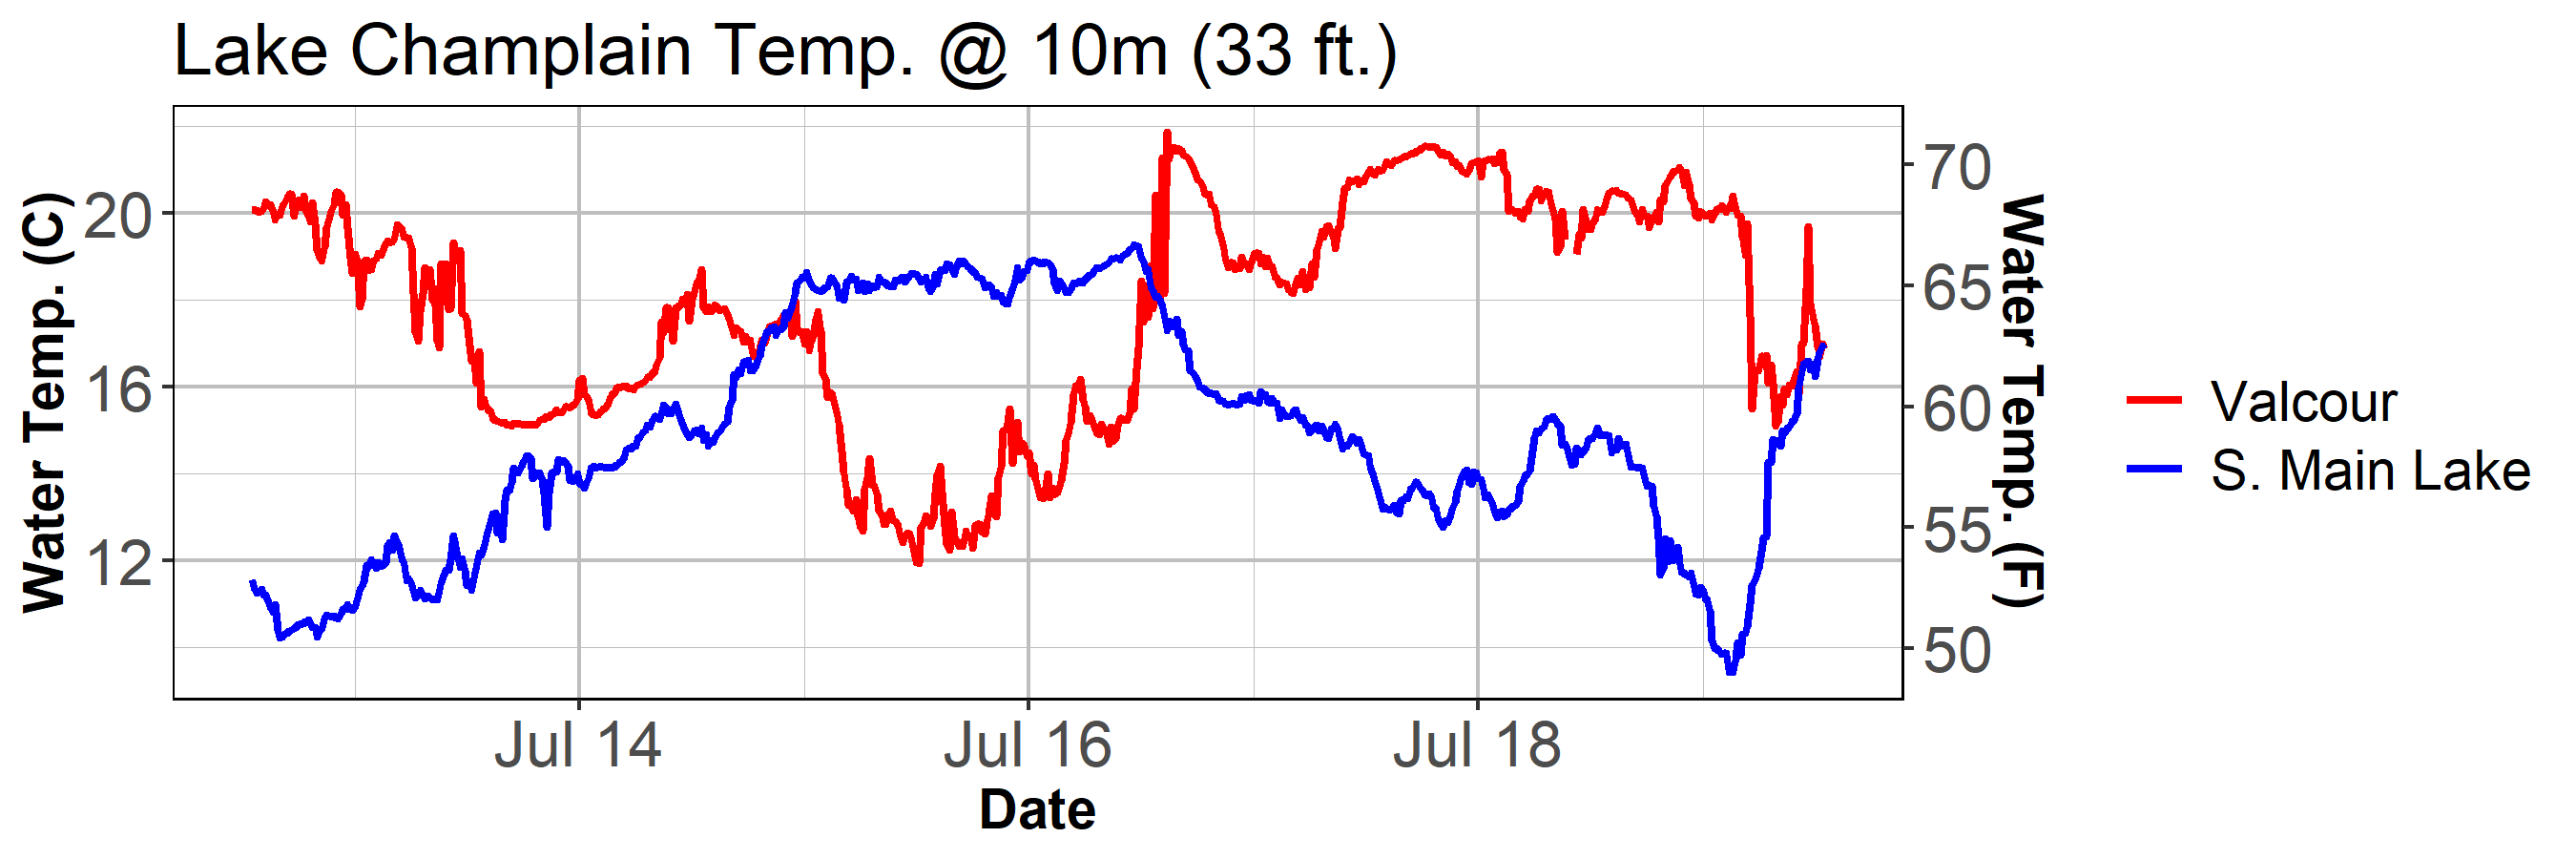 Lake Champlain Temp. @ 10m (33 ft.)
Water Temp. (C)
20
16
12
70
65
60
55
50
Water Temp. (F)
Jul 14
Jul 16
Jul 18
Date
Valcour
S. Main Lake